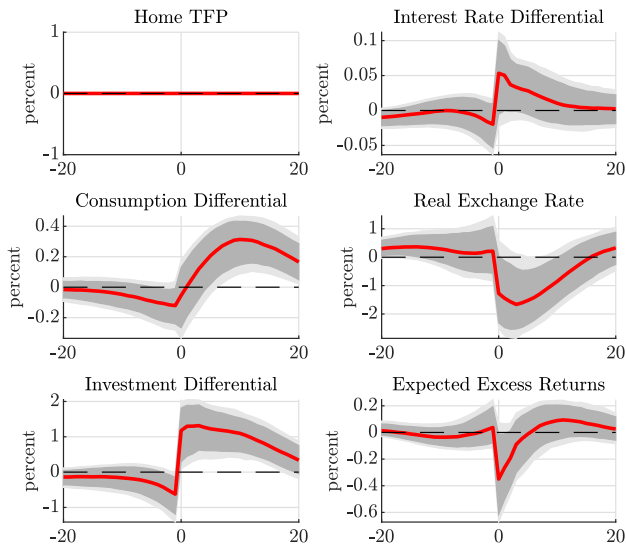 Home TFP
percent
1
0
-1
-20 0 20
Interest Rate Differential
percent
0.1
0.05
0
-0.05
-20 0 20
Consumption Differential
percent
0.4
0.2
0
-0.2
-20 0 20
Real Exchange Rate
percent
1
0
-1
-2
-20 0 20
Investment Differential
percent
2
1
0
-1
-20 0 20
Expected Excess Returns
percent
0.2
0
-0.2
-0.4
-0.6
-20 0 20